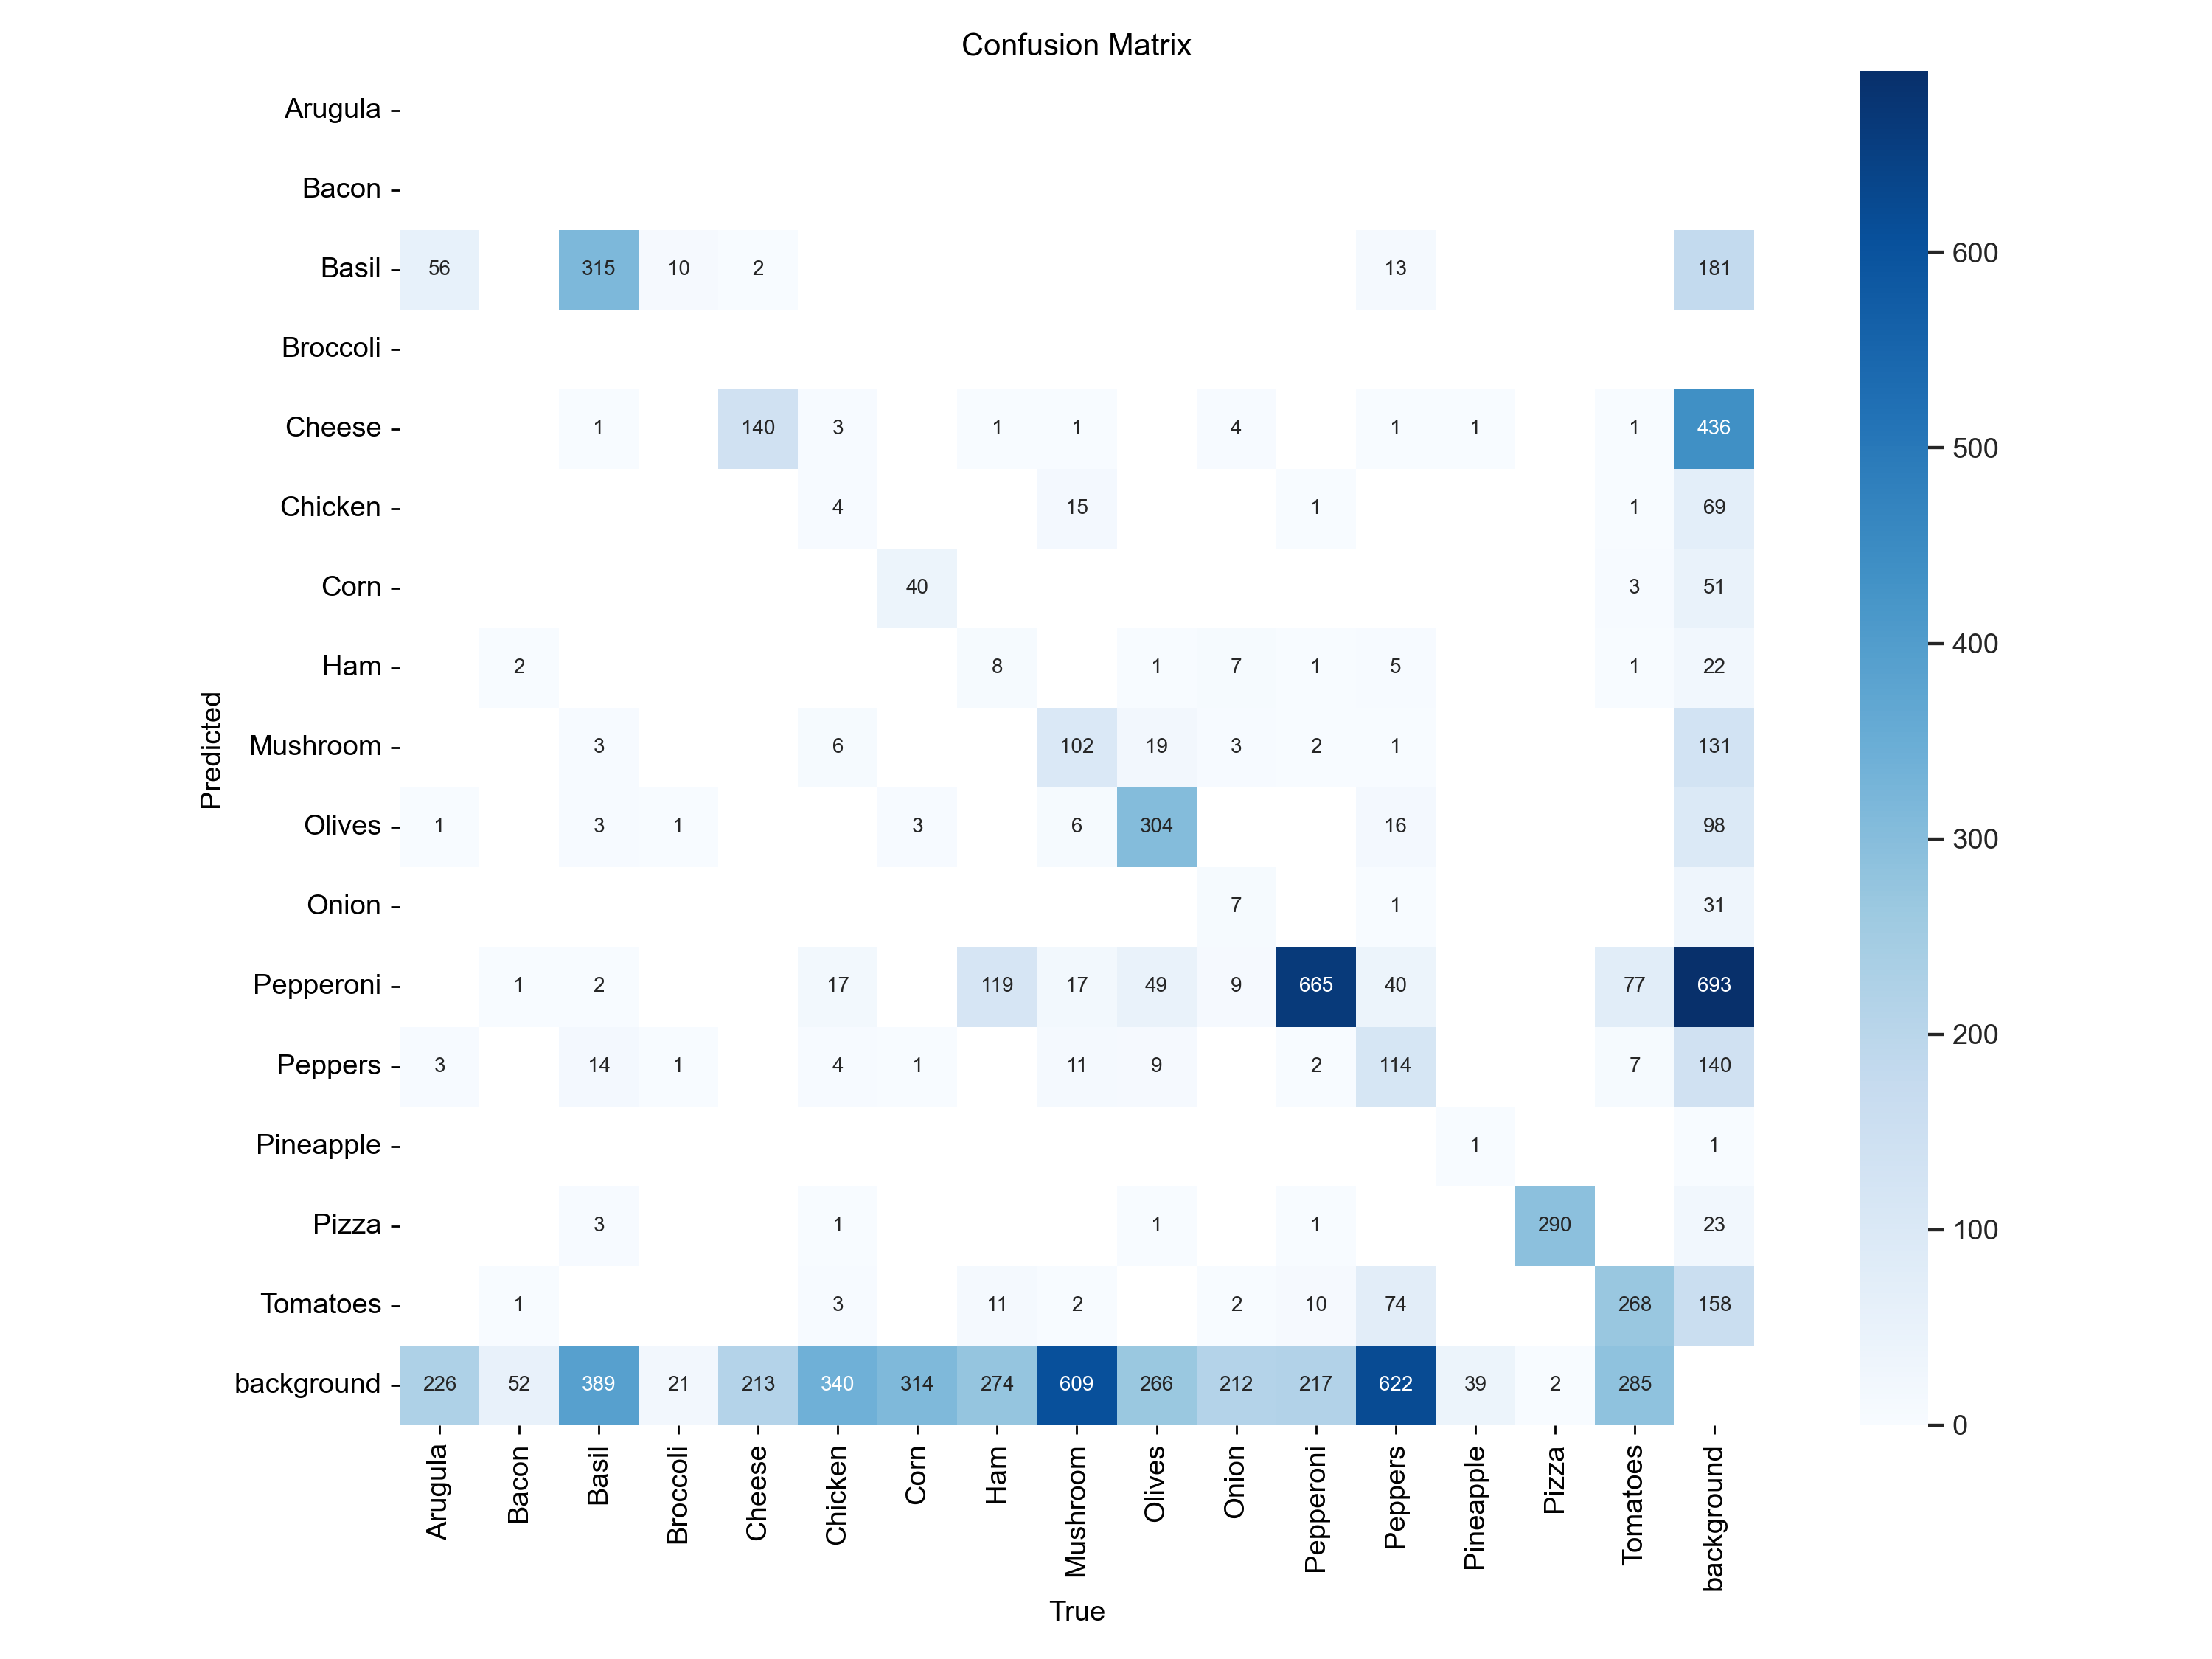 Confusion Matrix
Arugula
Bacon
Basil 56 315 10 2 13 181
Broccoli
Cheese 1 140 3 1 1 4 1 1 1 436
Chicken 4 15 1 1 69
Corn 40 3 51
Ham 2 8 1 7 1 5 1 22
Mushroom 3 6 102 19 3 2 1 131
Olives 1 3 1 3 6 304 16 98
Onion 7 1 31
Pepperoni 1 2 17 119 17 49 9 665 40 77 693
Peppers 3 14 1 4 1 11 9 2 114 7 140
Pineapple 1 1
Pizza 3 1 1 1 290 23
Tomatoes 1 3 11 2 2 10 74 268 158
background 226 52 389 21 213 340 314 274 609 266 212 217 622 39 2 285
Arugula Bacon Basil Broccoli Cheese Chicken Corn Ham Mushroom Olives Onion Pepperoni Peppers Pineapple Pizza Tomatoes background
True
Predicted
600
500
400
300
200
100
0